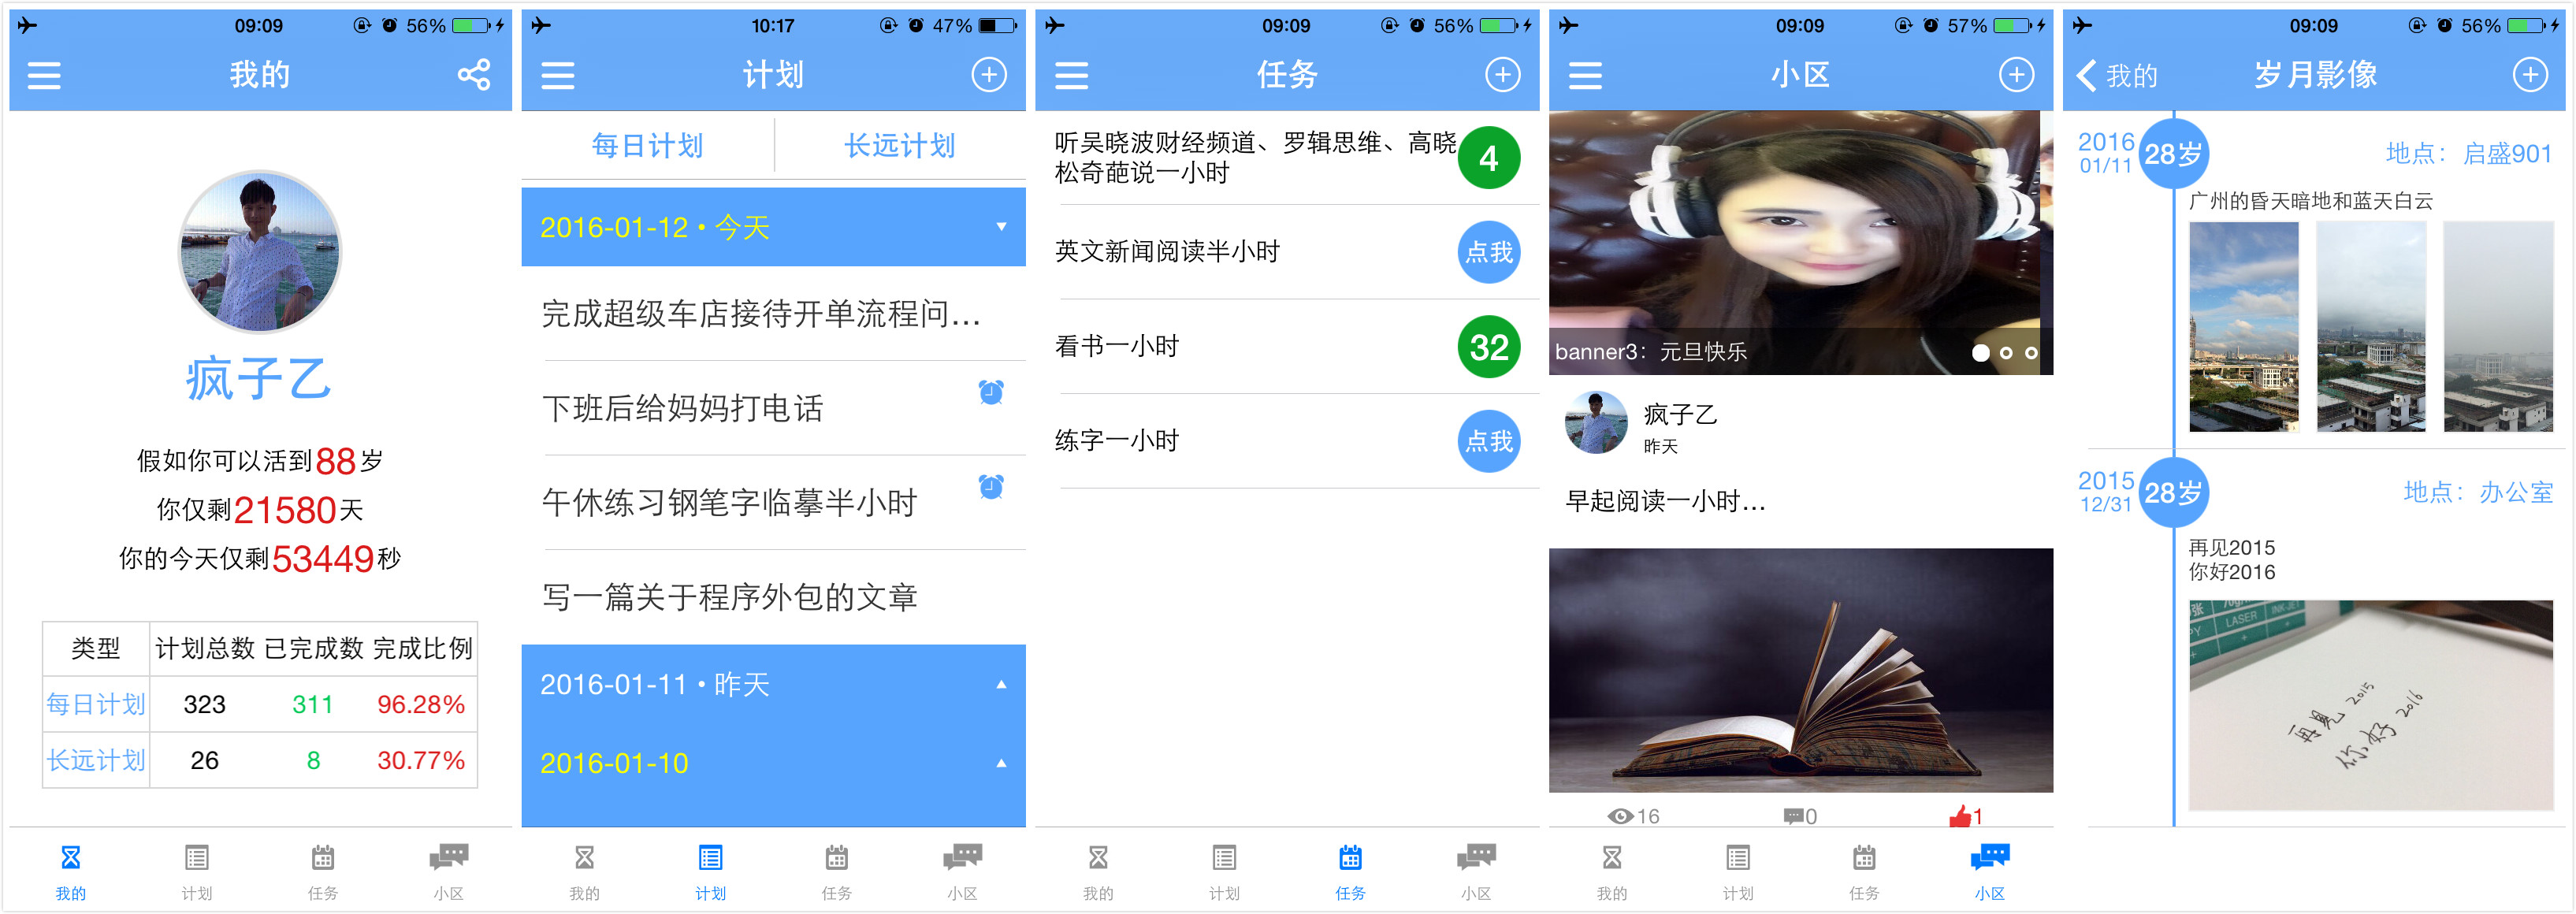 09:09
56%
我的
疯子乙
假如你可以活到88岁
你仅剩21580天
你的今天仅剩53449秒
类型 计划总数 已完成数 完成比例
每日计划 323 311 96.28%
长远计划 26 8 30.77%
我的 计划 任务 小区
10:17
47%
计划
每日计划 长远计划
2016-01-12 • 今天
完成超级车店接待开单流程问...
下班后给妈妈打电话
午休练习钢笔字临摹半小时
写一篇关于程序外包的文章
2016-01-11 • 昨天
2016-01-10
我的 计划 任务 小区
09:09
56%
任务
听吴晓波财经频道、罗辑思维、高晓
松奇葩说一小时
4
英文新闻阅读半小时
点我
看书一小时
32
练字一小时
点我
我的 计划 任务 小区
09:09
57%
小区
banner3：元旦快乐
疯子乙
昨天
早起阅读一小时...
16 0 1
我的 计划 任务 小区
09:09
56%
我的 岁月影像
2016
01/11
28岁
地点：启盛901
广州的昏天暗地和蓝天白云
2015
12/31
28岁
地点：办公室
再见2015
你好2016
张
INK-JET
LASER
再见 2015
你好 2016